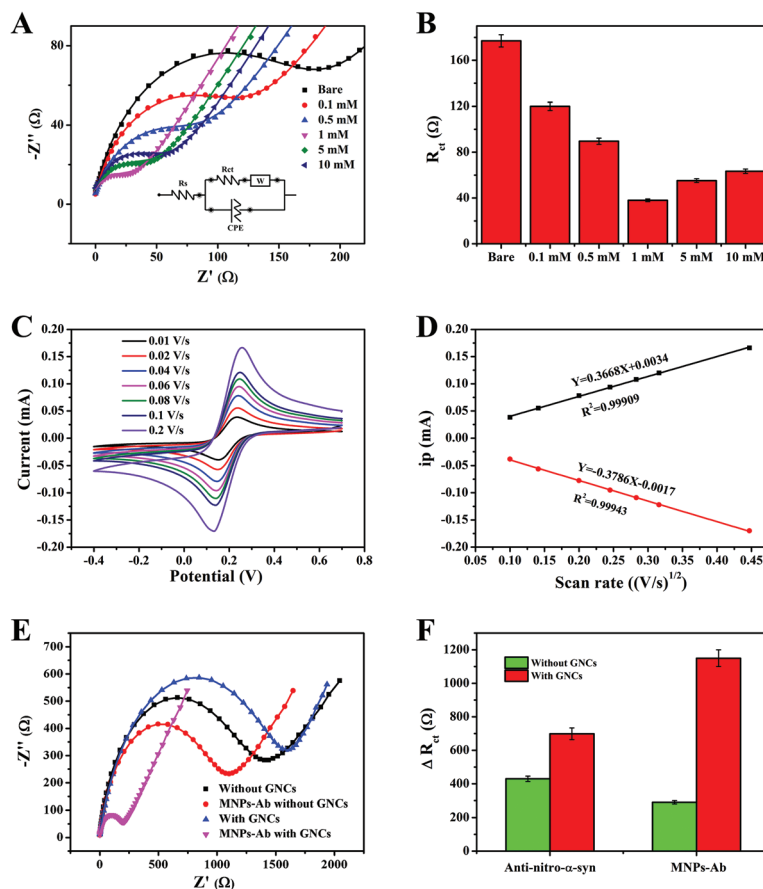 A
80
40
0
-Z'' (Ω)
0 50 100 150 200
Z' (Ω)
Bare
0.1 mM
0.5 mM
1 mM
5 mM
10 mM
Rs
Rct
W
CPE
B
160
120
80
40
0
Rct (Ω)
Bare 0.1 mM 0.5 mM 1 mM 5 mM 10 mM
C
0.20
0.15
0.10
0.05
0.00
-0.05
-0.10
-0.15
-0.20
Current (mA)
-0.4 0.0 0.4 0.8
Potential (V)
0.01 V/s
0.02 V/s
0.04 V/s
0.06 V/s
0.08 V/s
0.1 V/s
0.2 V/s
D
0.20
0.15
0.10
0.05
0.00
-0.05
-0.10
-0.15
-0.20
ip (mA)
Y=0.3668X+0.0034
R²=0.99909
Y=-0.3786X-0.0017
R²=0.99943
0.05 0.10 0.15 0.20 0.25 0.30 0.35 0.40 0.45
Scan rate ((V/s)^1/2)
E
700
600
500
400
300
200
100
0
-Z'' (Ω)
0 500 1000 1500 2000
Z' (Ω)
Without GNCs
MNPs-Ab without GNCs
With GNCs
MNPs-Ab with GNCs
F
1200
1000
800
600
400
200
0
Δ Rct (Ω)
Without GNCs
With GNCs
Anti-nitro-α-syn MNPs-Ab